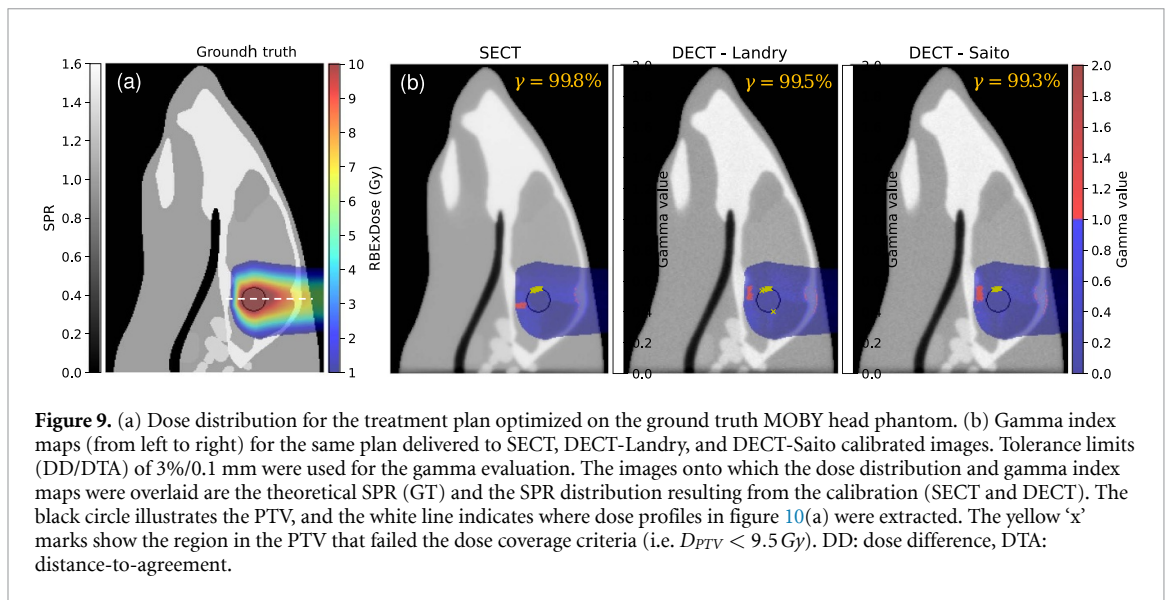 Groundh truth
SECT
DECT - Landry
DECT - Saito
(a)
(b)
γ = 99.8%
γ = 99.5%
γ = 99.3%
1.6
1.4
1.2
1.0
0.8
0.6
0.4
0.2
0.0
SPR
10
9
8
7
6
5
4
3
2
1
RBExDose (Gy)
Gamma value
0.2
0.0
Gamma value
0.2
0.0
2.0
1.8
1.6
1.4
1.2
1.0
0.8
0.6
0.4
0.2
0.0
Gamma value
Figure 9. (a) Dose distribution for the treatment plan optimized on the ground truth MOBY head phantom. (b) Gamma index
maps (from left to right) for the same plan delivered to SECT, DECT-Landry, and DECT-Saito calibrated images. Tolerance limits
(DD/DTA) of 3%/0.1 mm were used for the gamma evaluation. The images onto which the dose distribution and gamma index
maps were overlaid are the theoretical SPR (GT) and the SPR distribution resulting from the calibration (SECT and DECT). The
black circle illustrates the PTV, and the white line indicates where dose profiles in figure 10(a) were extracted. The yellow ‘x’
marks show the region in the PTV that failed the dose coverage criteria (i.e. D_PTV < 9.5 Gy). DD: dose difference, DTA:
distance-to-agreement.